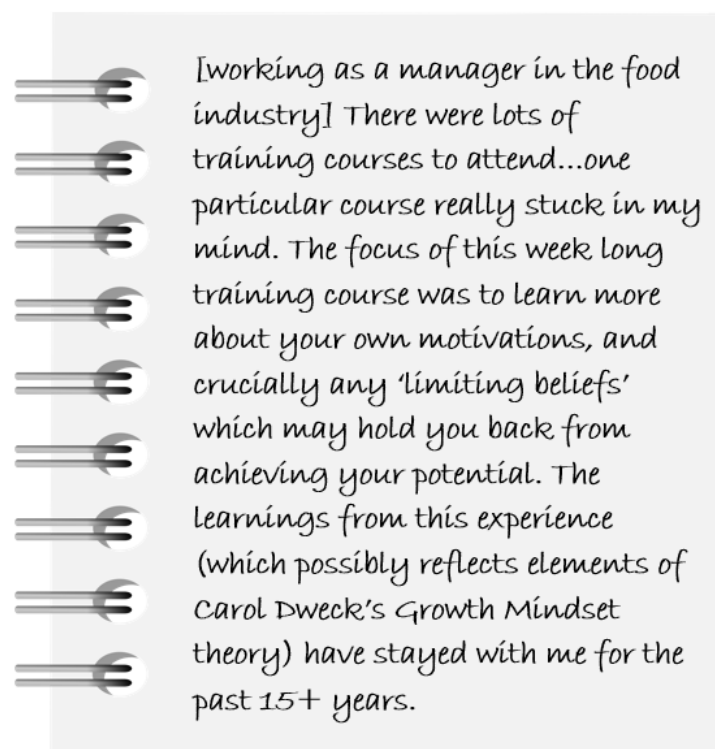 [working as a manager in the food
industry] There were lots of
training courses to attend...one
particular course really stuck in my
mind. The focus of this week long
training course was to learn more
about your own motivations, and
crucially any ‘limiting beliefs’
which may hold you back from
achieving your potential. The
learnings from this experience
(which possibly reflects elements of
Carol Dweck’s Growth Mindset
theory) have stayed with me for the
past 15+ years.